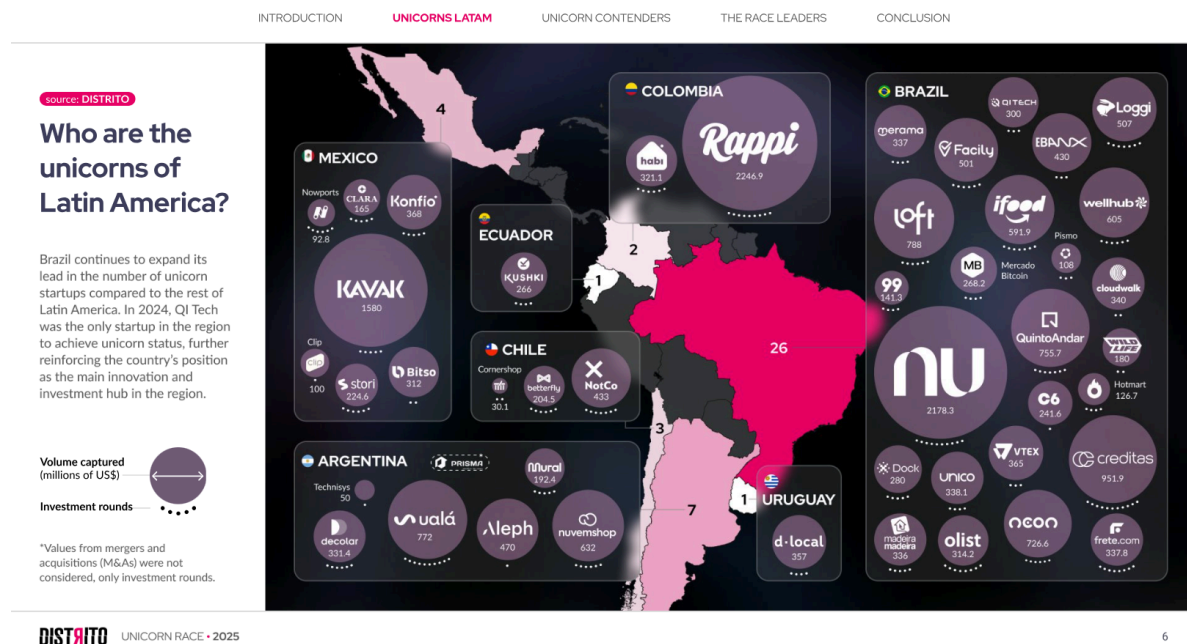 INTRODUCTION
UNICORNS LATAM
UNICORN CONTENDERS
THE RACE LEADERS
CONCLUSION
source: DISTRITO
Who are the
unicorns of
Latin America?
Brazil continues to expand its
lead in the number of unicorn
startups compared to the rest of
Latin America. In 2024, QI Tech
was the only startup in the region
to achieve unicorn status, further
reinforcing the country's position
as the main innovation and
investment hub in the region.
Volume captured
(millions of US$)
Investment rounds
*Values from mergers and
acquisitions (M&As) were not
considered, only investment rounds.
4
2
1
26
3
7
1
MEXICO
Nowports
92.8
CLARA
165
Konfío
368
KAVAK
1580
Clip
clip
100
stori
224.6
Bitso
312
COLOMBIA
habi
321.1
Rappi
2246.9
ECUADOR
KUSHKI
266
CHILE
Cornershop
30.1
betterfly
204.5
NotCo
433
ARGENTINA
PRISMA
Technisys
50
decolar
331.4
ualá
772
Aleph
470
Mural
192.4
nuvemshop
632
URUGUAY
d·local
357
BRAZIL
merama
337
QI TECH
300
Loggi
507
Facily
501
EBANX
430
loft
788
ifood
591.9
wellhub
605
MB
Mercado
Bitcoin
268.2
Pismo
108
cloudwalk
340
99
141.3
nu
2178.3
QuintoAndar
755.7
WILD
LIFE
180
C6
241.6
Hotmart
126.7
Dock
280
unico
338.1
VTEX
365
creditas
951.9
madeira
madeira
336
olist
314.2
neon
726.6
frete.com
337.8
DISTRITO
UNICORN RACE • 2025
6